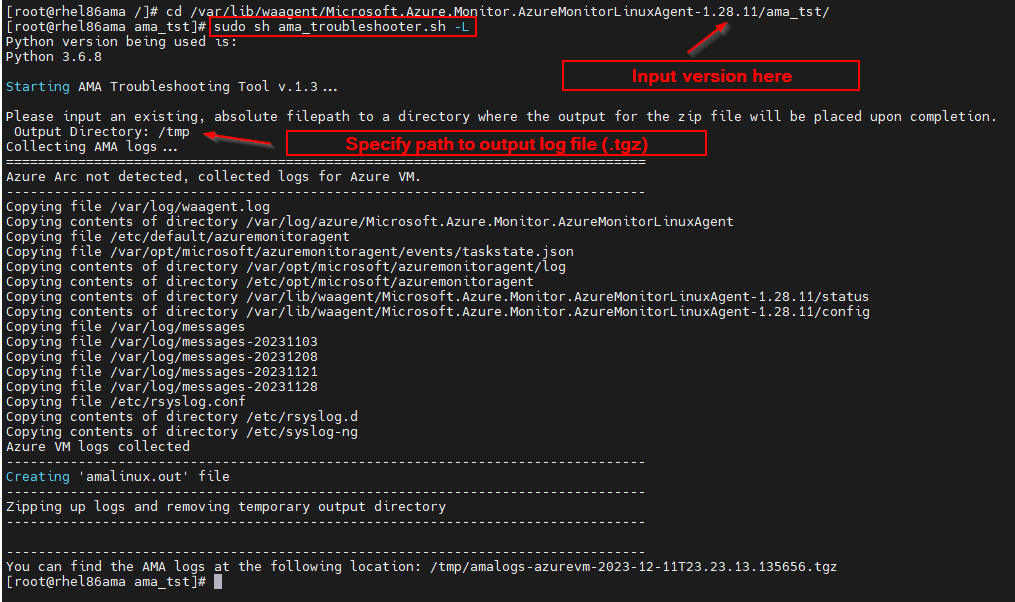 [root@rhel86ama /]# cd /var/lib/waagent/Microsoft.Azure.Monitor.AzureMonitorLinuxAgent-1.28.11/ama_tst/
[root@rhel86ama ama_tst]# sudo sh ama_troubleshooter.sh -L
Python version being used is:
Python 3.6.8
Input version here
Starting AMA Troubleshooting Tool v.1.3...
Please input an existing, absolute filepath to a directory where the output for the zip file will be placed upon completion.
Output Directory: /tmp
Specify path to output log file (.tgz)
Collecting AMA logs...
================================================================================
Azure Arc not detected, collected logs for Azure VM.
--------------------------------------------------------------------------------
Copying file /var/log/waagent.log
Copying contents of directory /var/log/azure/Microsoft.Azure.Monitor.AzureMonitorLinuxAgent
Copying file /etc/default/azuremonitoragent
Copying file /var/opt/microsoft/azuremonitoragent/events/taskstate.json
Copying contents of directory /var/opt/microsoft/azuremonitoragent/log
Copying contents of directory /etc/opt/microsoft/azuremonitoragent
Copying contents of directory /var/lib/waagent/Microsoft.Azure.Monitor.AzureMonitorLinuxAgent-1.28.11/status
Copying contents of directory /var/lib/waagent/Microsoft.Azure.Monitor.AzureMonitorLinuxAgent-1.28.11/config
Copying file /var/log/messages
Copying file /var/log/messages-20231103
Copying file /var/log/messages-20231208
Copying file /var/log/messages-20231121
Copying file /var/log/messages-20231128
Copying file /etc/rsyslog.conf
Copying contents of directory /etc/rsyslog.d
Copying contents of directory /etc/syslog-ng
Azure VM logs collected
--------------------------------------------------------------------------------
Creating 'amalinux.out' file
--------------------------------------------------------------------------------
Zipping up logs and removing temporary output directory
--------------------------------------------------------------------------------
--------------------------------------------------------------------------------
You can find the AMA logs at the following location: /tmp/amalogs-azurevm-2023-12-11T23.23.13.135656.tgz
[root@rhel86ama ama_tst]#